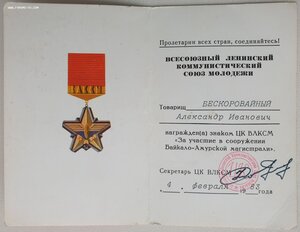 Пролетарии всех стран, соединяйтесь!
ВСЕСОЮЗНЫЙ ЛЕНИНСКИЙ
КОММУНИСТИЧЕСКИЙ
СОЮЗ МОЛОДЕЖИ
Товарищ БЕСКОРОВАЙНЫЙ
Александр Иванович
награжден(а) знаком ЦК ВЛКСМ
«За участие в сооружении
Байкало-Амурской магистрали».
Секретарь ЦК ВЛКСМ
4 февраля 19 83 года